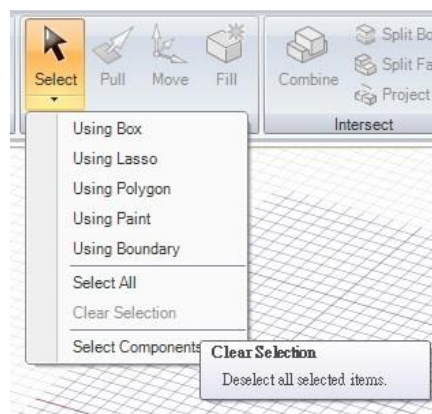 Split Bo
Split Fa
Project
Select
Pull
Move
Fill
Combine
Intersect
Using Box
Using Lasso
Using Polygon
Using Paint
Using Boundary
Select All
Clear Selection
Select Components
Clear Selection
Deselect all selected items.